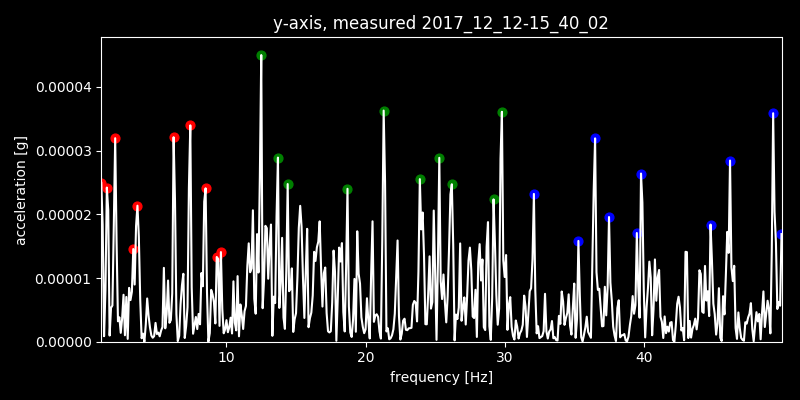 y-axis, measured 2017_12_12-15_40_02
acceleration [g]
0.00004
0.00003
0.00002
0.00001
0.00000
10 20 30 40
frequency [Hz]